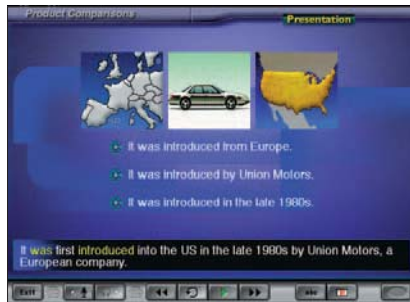 Product Comparisons
Presentation
It was introduced from Europe.
It was introduced by Union Motors.
It was introduced in the late 1980s.
It was first introduced into the US in the late 1980s by Union Motors, a
European company.
Exit
abc